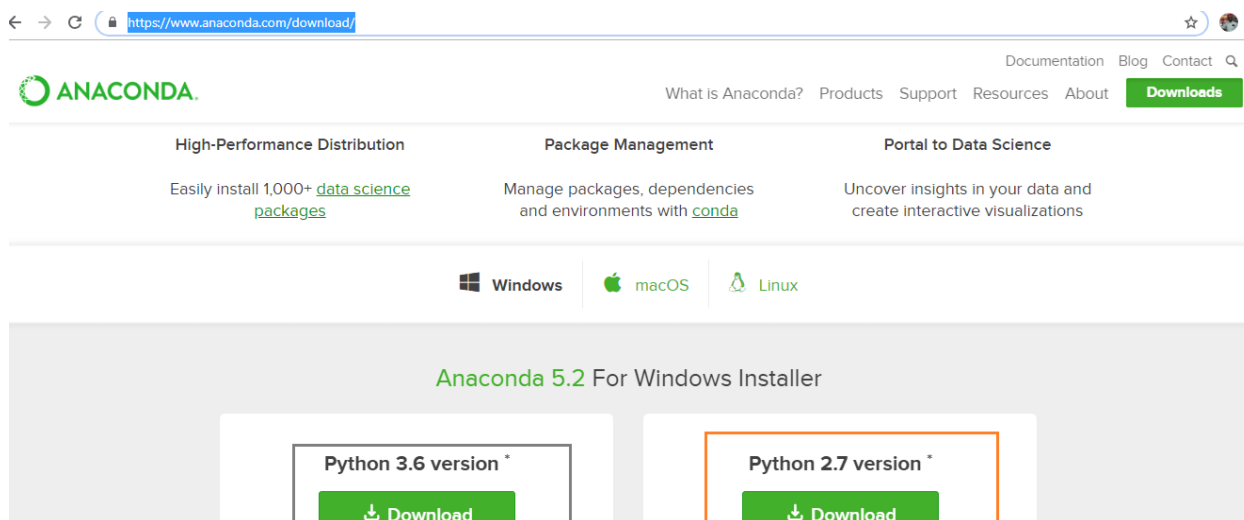 https://www.anaconda.com/download/
Documentation Blog Contact
ANACONDA.
What is Anaconda? Products Support Resources About Downloads
High-Performance Distribution
Easily install 1,000+ data science
packages
Package Management
Manage packages, dependencies
and environments with conda
Portal to Data Science
Uncover insights in your data and
create interactive visualizations
Windows macOS Linux
Anaconda 5.2 For Windows Installer
Python 3.6 version *
Download
Python 2.7 version *
Download